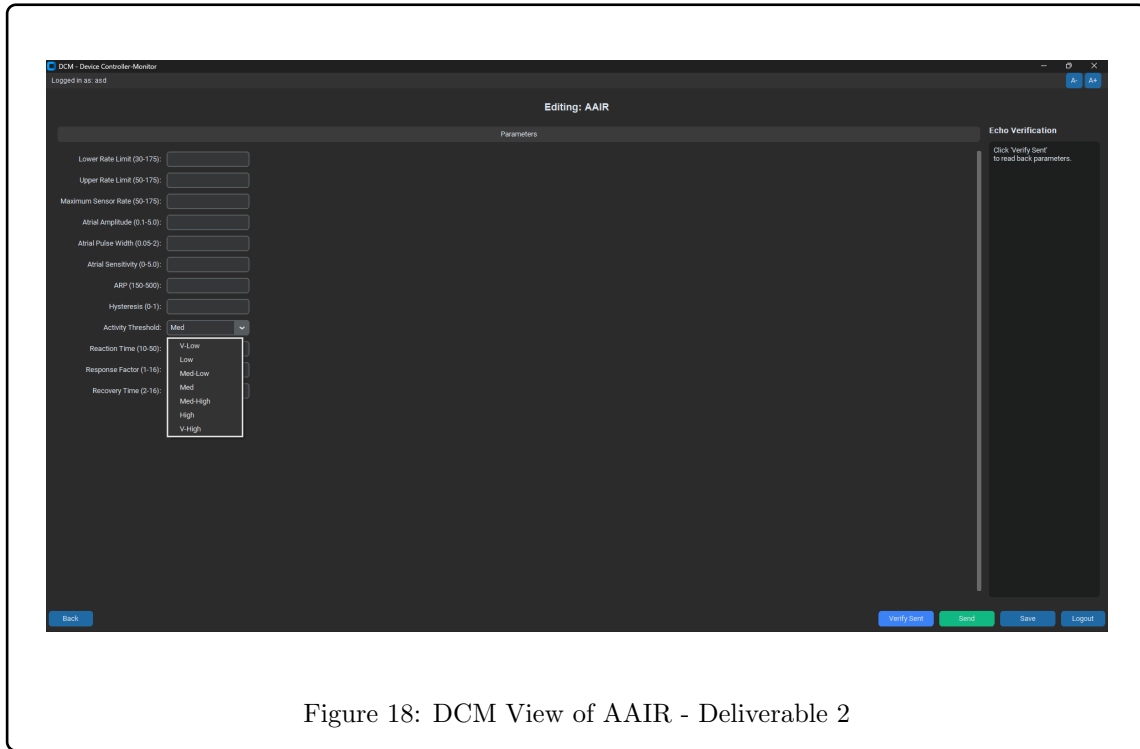 DCM - Device Controller-Monitor
Logged in as: asd
A-
A+
Editing: AAIR
Parameters
Echo Verification
Click 'Verify Sent'
to read back parameters.
Lower Rate Limit (30-175):
Upper Rate Limit (50-175):
Maximum Sensor Rate (50-175):
Atrial Amplitude (0.1-5.0):
Atrial Pulse Width (0.05-2):
Atrial Sensitivity (0-5.0):
ARP (150-500):
Hysteresis (0-1):
Activity Threshold: Med
Reaction Time (10-50):
Response Factor (1-16):
Recovery Time (2-16):
V-Low
Low
Med-Low
Med
Med-High
High
V-High
Back
Verify Sent
Send
Save
Logout
Figure 18: DCM View of AAIR - Deliverable 2